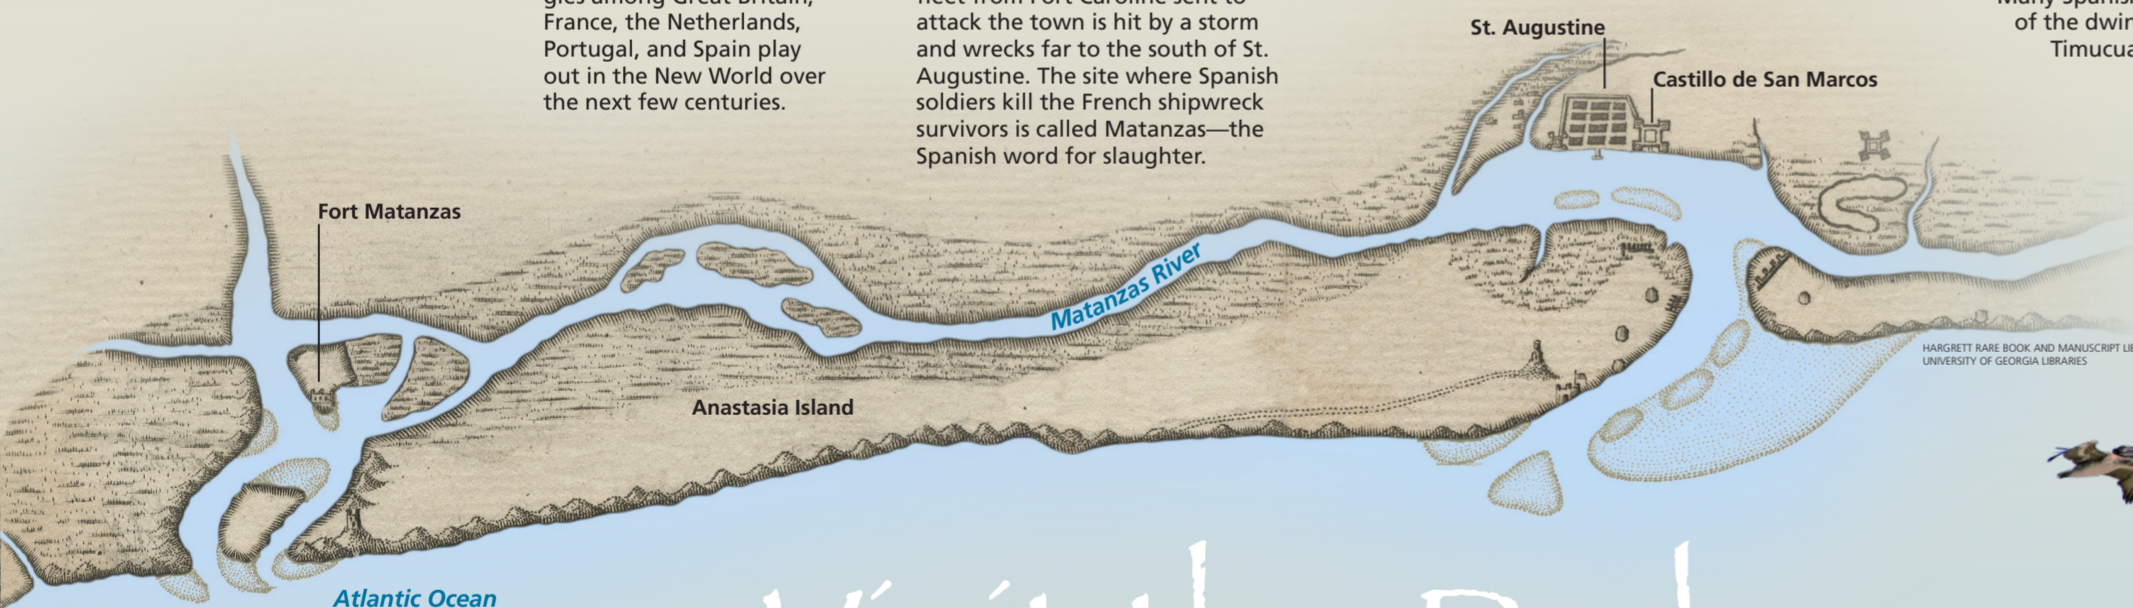 France, the Netherlands,
Portugal, and Spain play
out in the New World over
the next few centuries.
attack the town is hit by a storm
and wrecks far to the south of St.
Augustine. The site where Spanish
soldiers kill the French shipwreck
survivors is called Matanzas—the
Spanish word for slaughter.
of the
St. Augustine
Castillo de San Marcos
Fort Matanzas
Matanzas River
Anastasia Island
HARGRETT RARE BOOK AND MANUSCRIPT
UNIVERSITY OF GEORGIA LIBRARIES
Atlantic Ocean